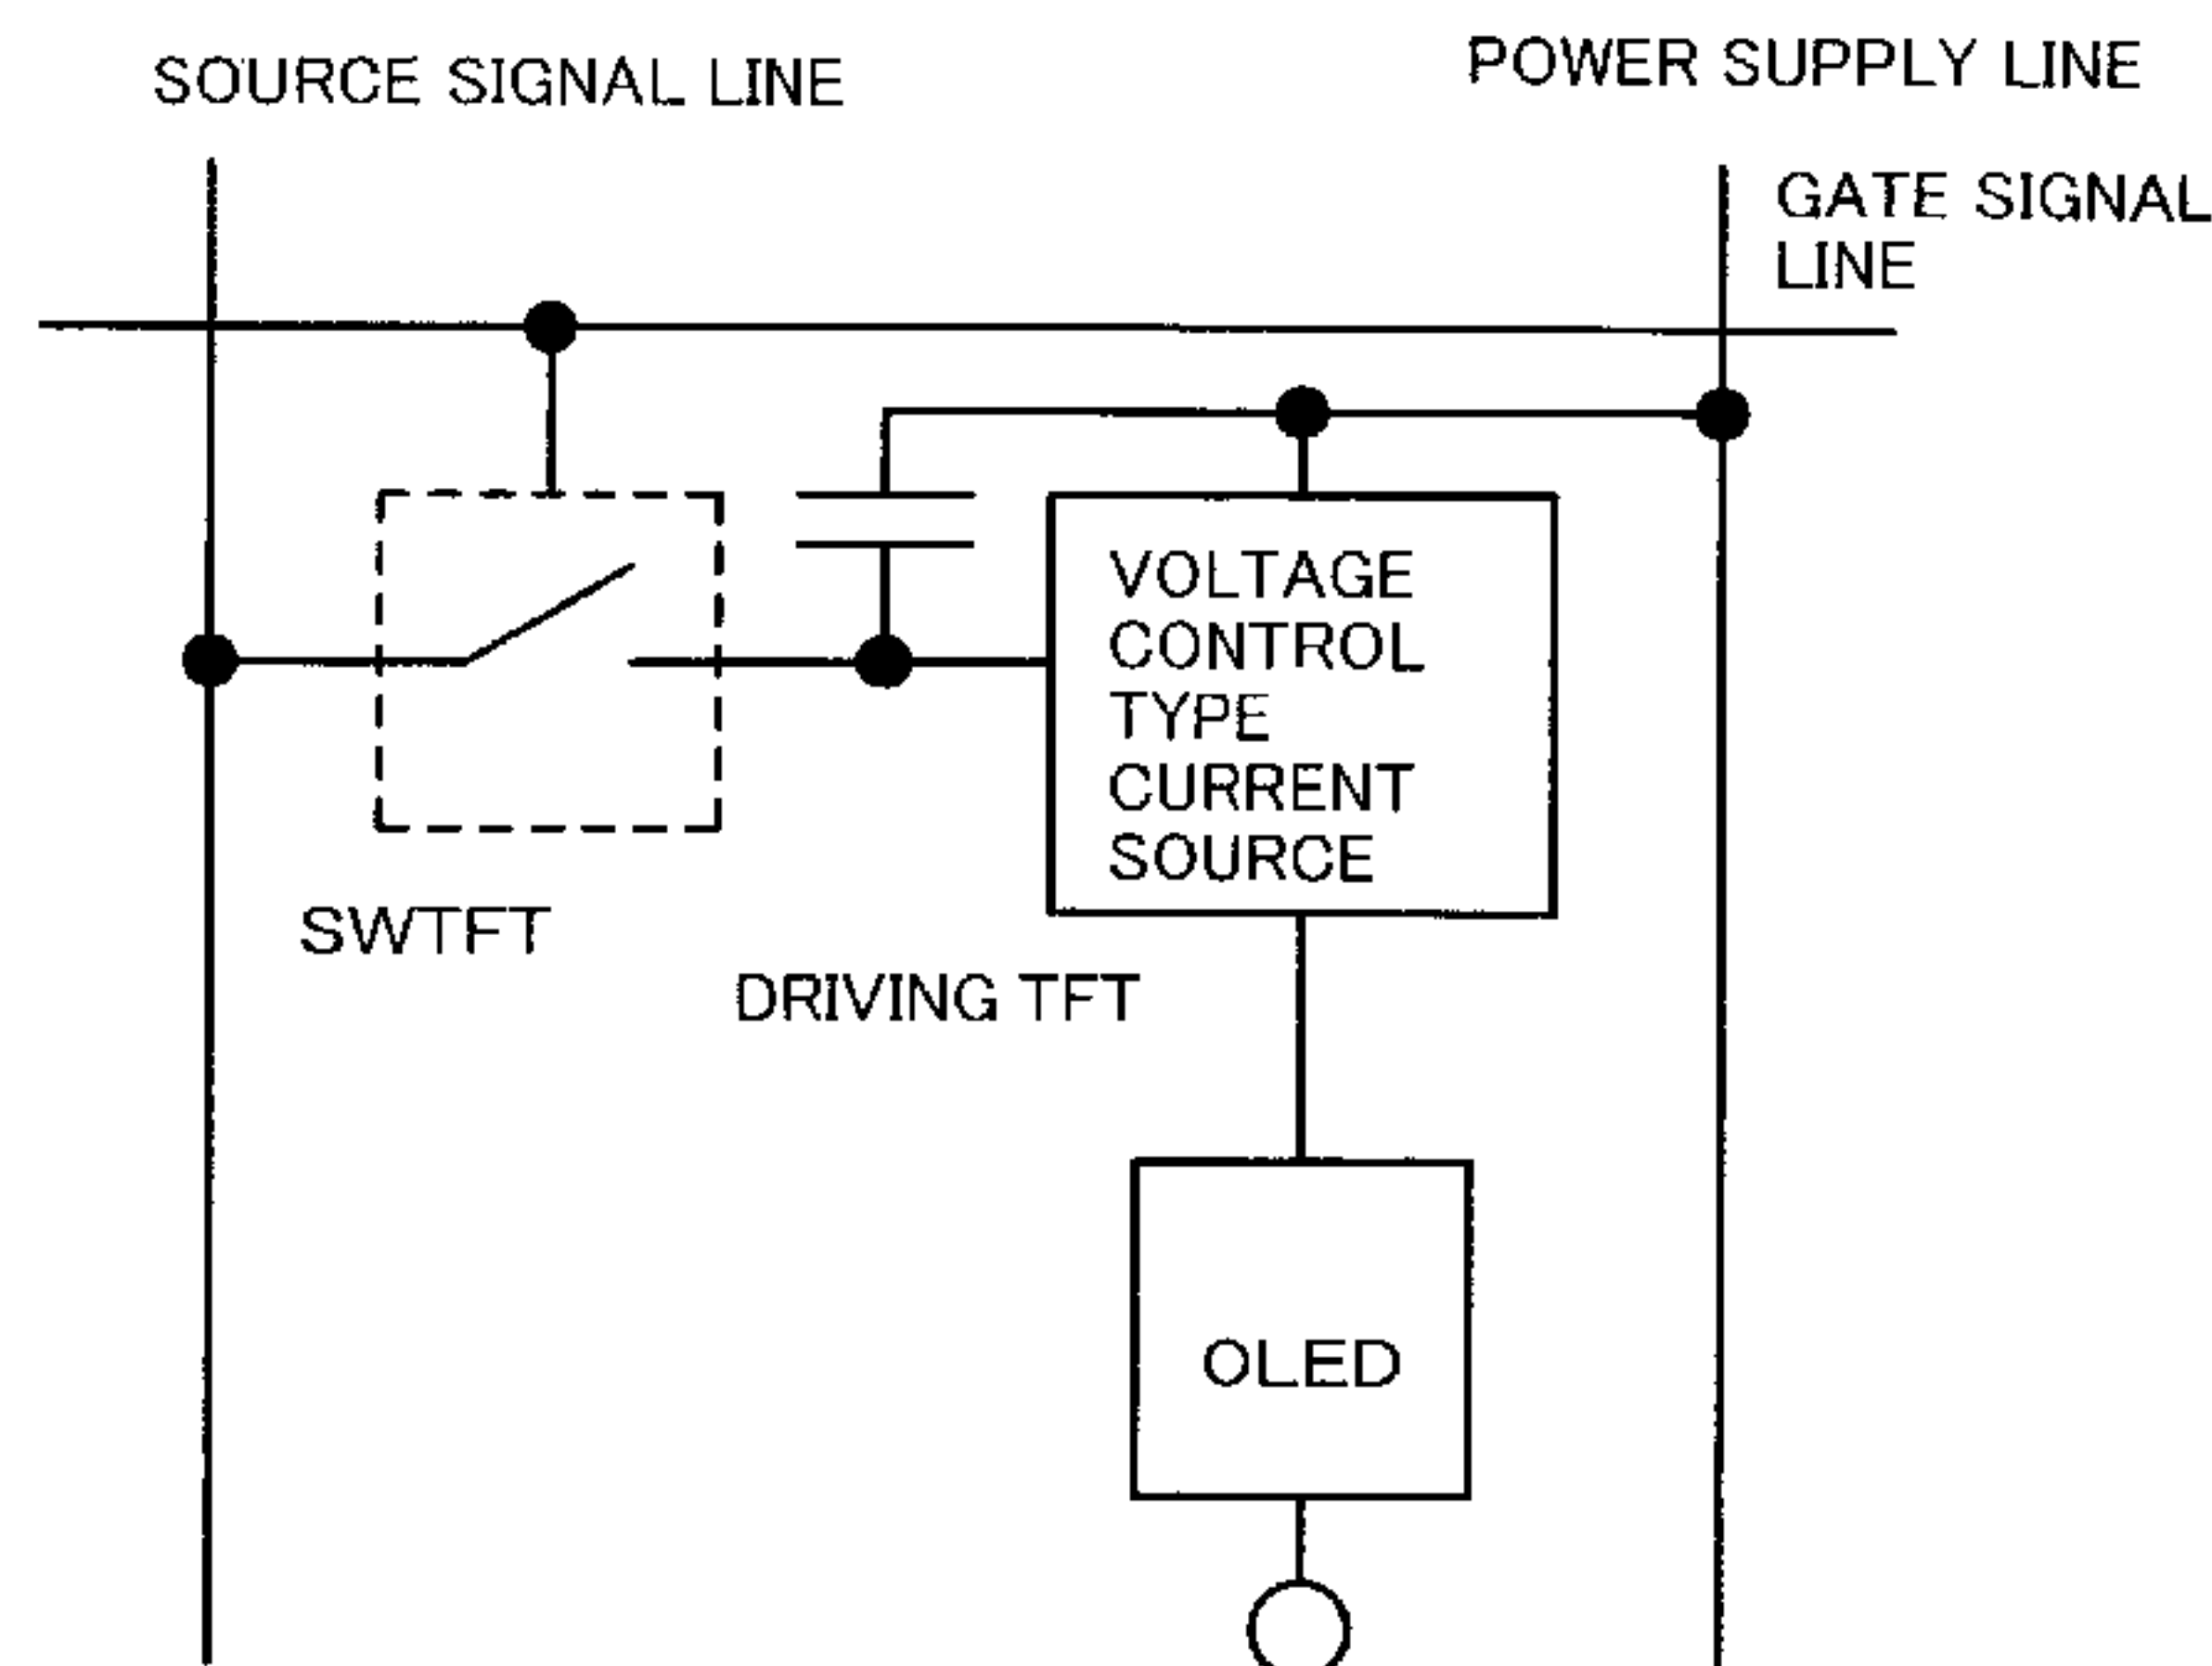 SOURCE SIGNAL LINE
POWER SUPPLY LINE
GATE SIGNAL
LINE
VOLTAGE
CONTROL
TYPE
CURRENT
SOURCE
SWTFT
DRIVING TFT
OLED